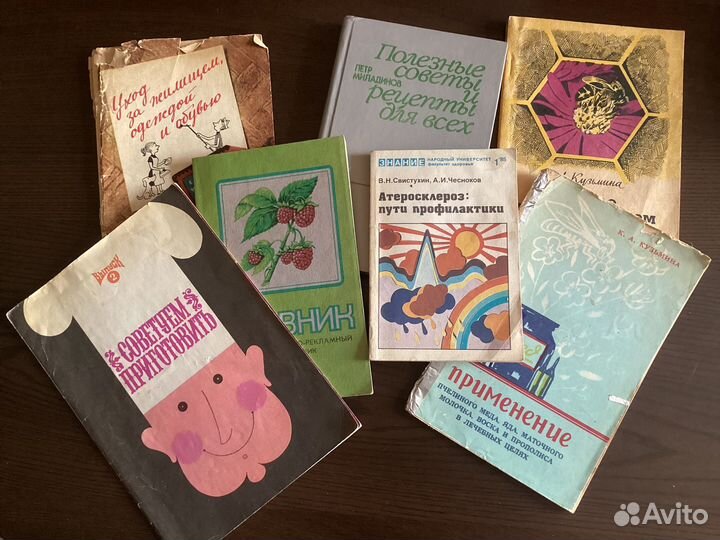 Уход
за жилищем,
одеждой
и обувью
ПЕТР
МИЛАДИНОВ
Полезные
советы
и
рецепты
для всех
Кузьмина
ЗНАНИЕ
НАРОДНЫЙ УНИВЕРСИТЕТ
факультет здоровья
1'85
В.Н.Свистухин, А.И.Чесноков
Атеросклероз:
пути профилактики
К. А. КУЗЬМИНА
применение
ПЧЕЛИНОГО МЕДА, ЯДА, МАТОЧНОГО
МОЛОЧКА, ВОСКА И ПРОПОЛИСА
В ЛЕЧЕБНЫХ ЦЕЛЯХ
ВЫПУСК
2
СОВЕТУЕМ
ПРИГОТОВИТЬ
Avito